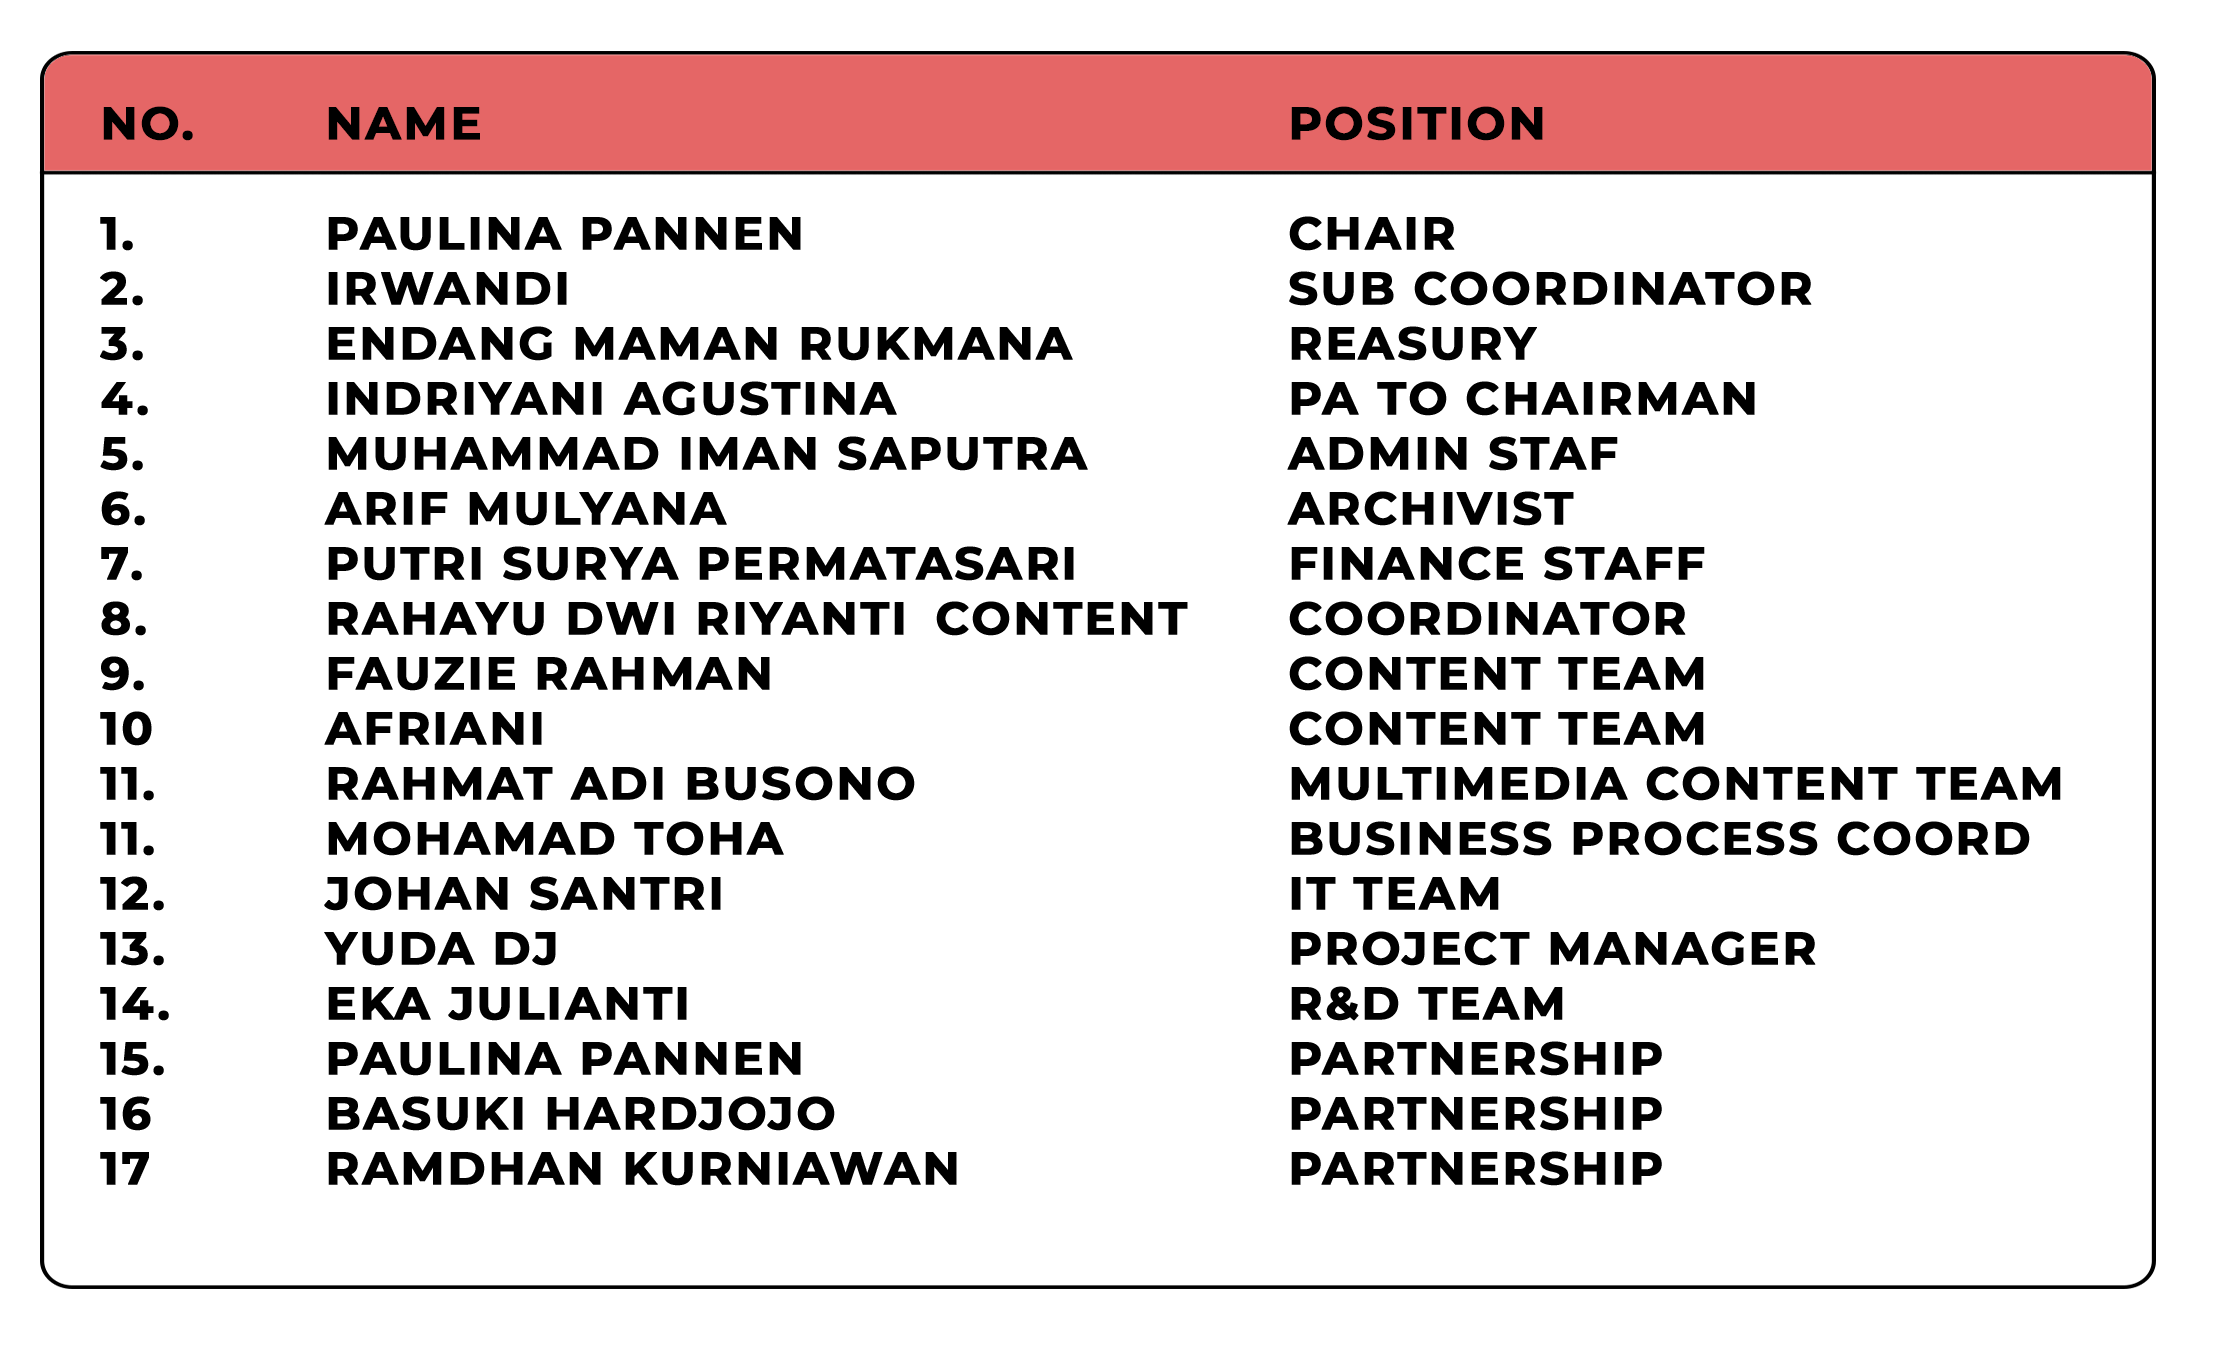 NO. NAME POSITION
1. PAULINA PANNEN CHAIR
2. IRWANDI SUB COORDINATOR
3. ENDANG MAMAN RUKMANA REASURY
4. INDRIYANI AGUSTINA PA TO CHAIRMAN
5. MUHAMMAD IMAN SAPUTRA ADMIN STAF
6. ARIF MULYANA ARCHIVIST
7. PUTRI SURYA PERMATASARI FINANCE STAFF
8. RAHAYU DWI RIYANTI CONTENT COORDINATOR
9. FAUZIE RAHMAN CONTENT TEAM
10 AFRIANI CONTENT TEAM
11. RAHMAT ADI BUSONO MULTIMEDIA CONTENT TEAM
11. MOHAMAD TOHA BUSINESS PROCESS COORD
12. JOHAN SANTRI IT TEAM
13. YUDA DJ PROJECT MANAGER
14. EKA JULIANTI R&D TEAM
15. PAULINA PANNEN PARTNERSHIP
16 BASUKI HARDJOJO PARTNERSHIP
17 RAMDHAN KURNIAWAN PARTNERSHIP